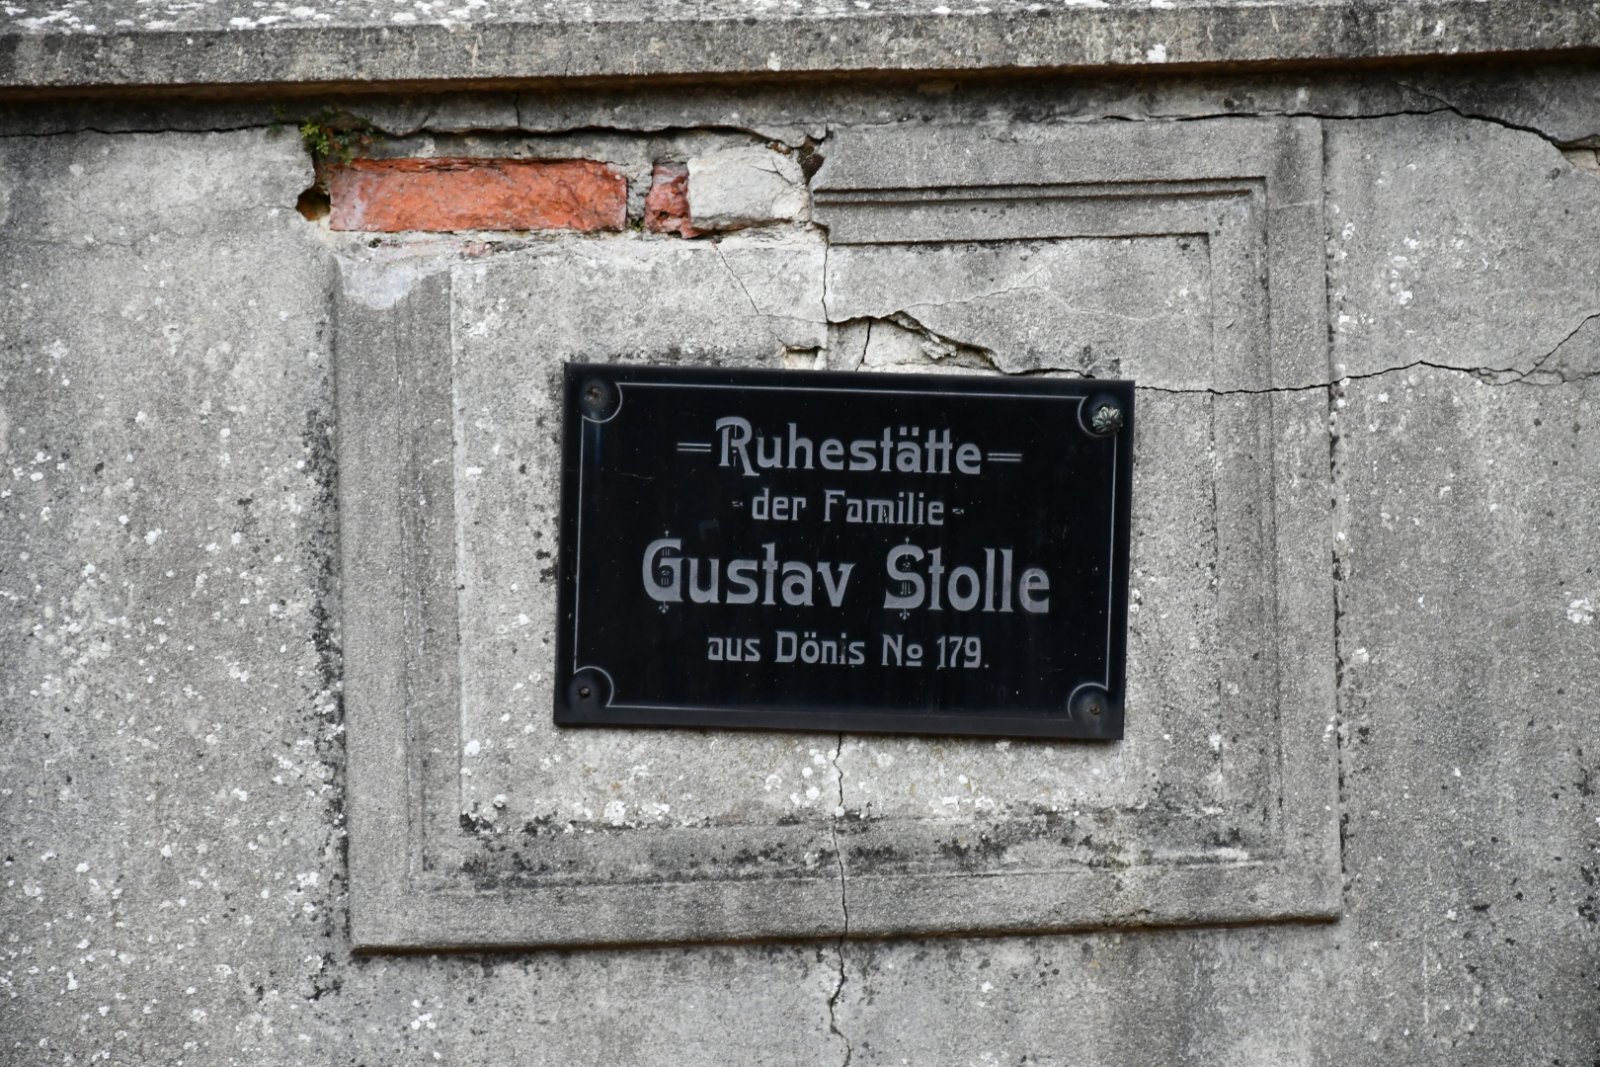 =Ruhestätte=
- der Familie -
Gustav Stolle
aus Dönis No 179.